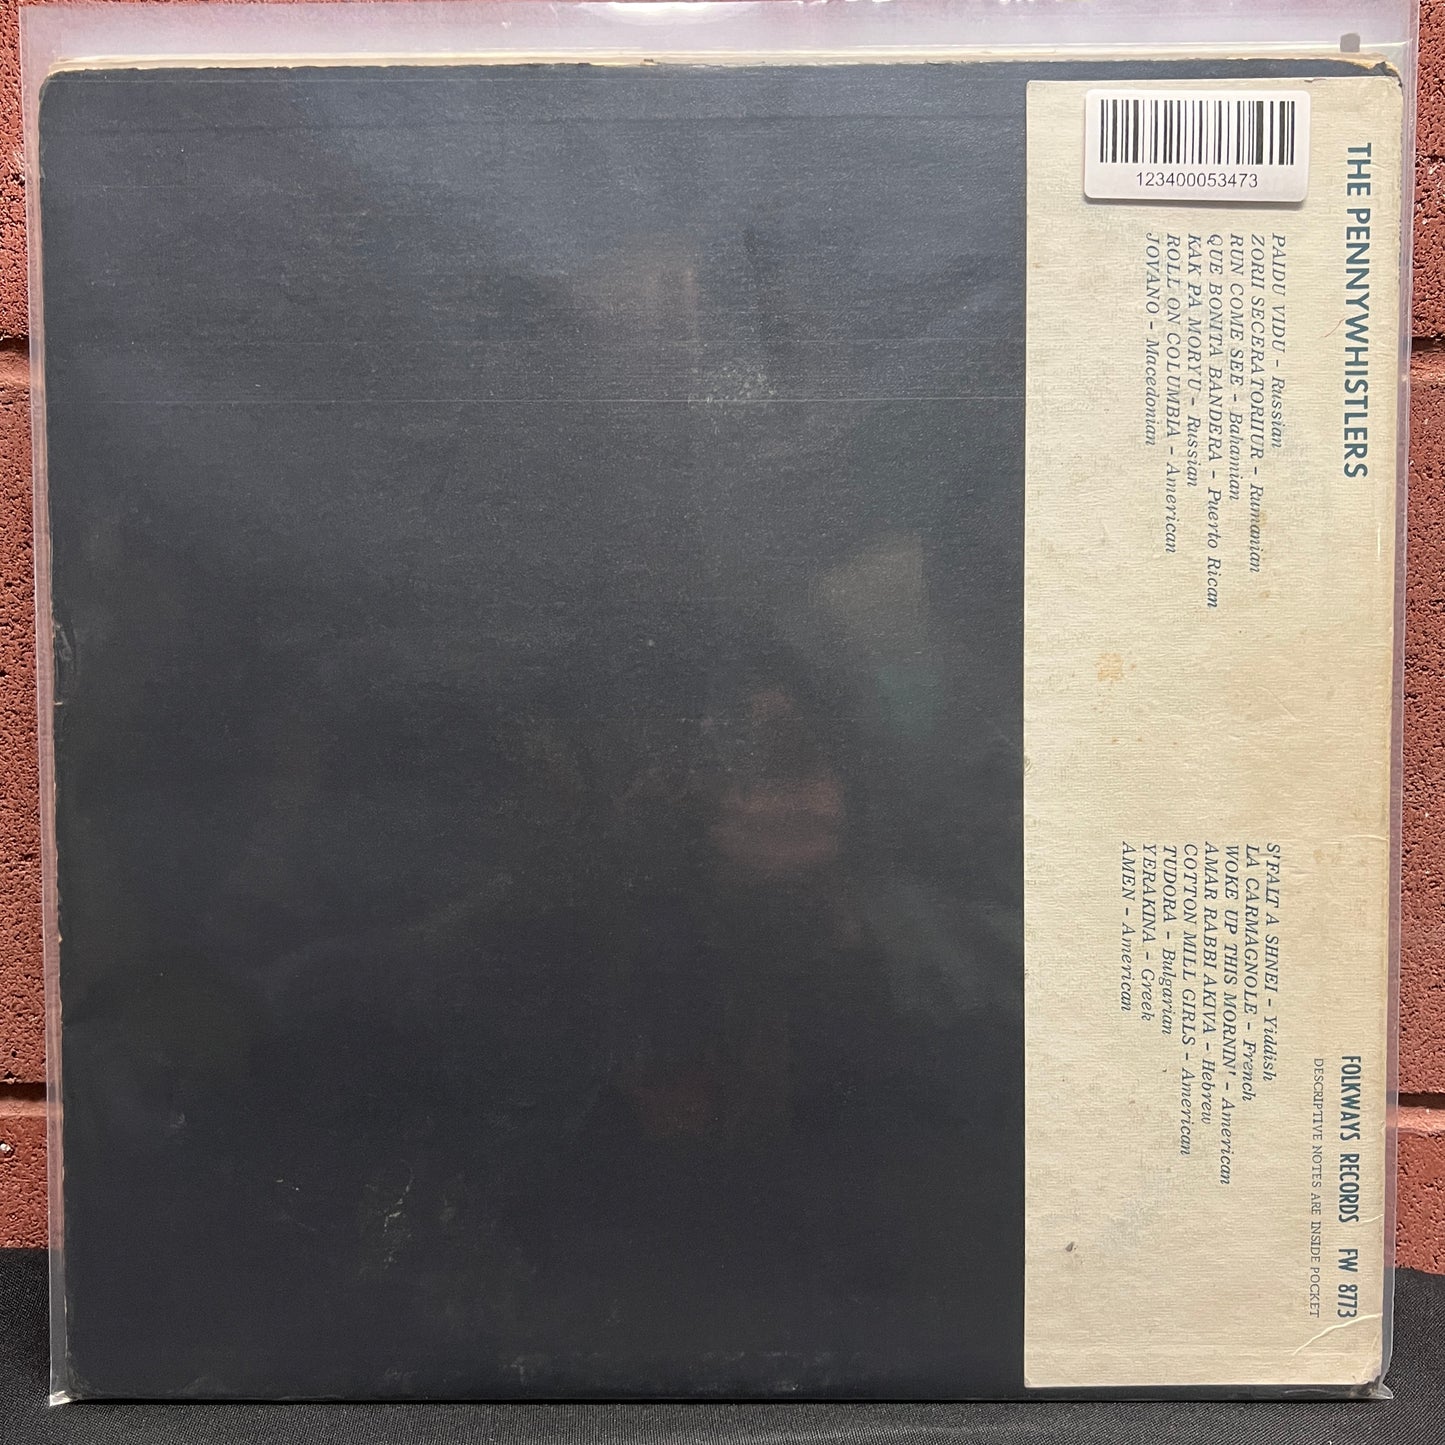 123400053473
THE PENNYWHISTLERS
PAIDU VIDU - Russian
ZORII SECERATORIIUR - Rumanian
RUN COME SEE - Bahamian
QUE BONITA BANDERA - Puerto Rican
KAK PA MORYU - Russian
ROLL ON COLUMBIA - American
JOVANO - Macedonian
FOLKWAYS RECORDS FW 8773
DESCRIPTIVE NOTES ARE INSIDE POCKET
S'FALT A SHNEI - Yiddish
LA CARMAGNOLE - French
WOKE UP THIS MORNIN' - American
AMAR RABBI AKIVA - Hebrew
COTTON MILL GIRLS - American
TUDORA - Bulgarian
YERAKINA - Greek
AMEN - American